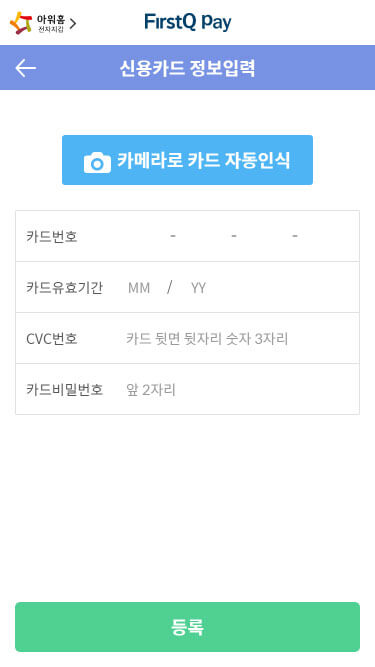 아워홈
전자지갑
FirstQ Pay
신용카드 정보입력
카메라로 카드 자동인식
카드번호 - - -
카드유효기간 MM / YY
CVC번호 카드 뒷면 뒷자리 숫자 3자리
카드비밀번호 앞 2자리
등록